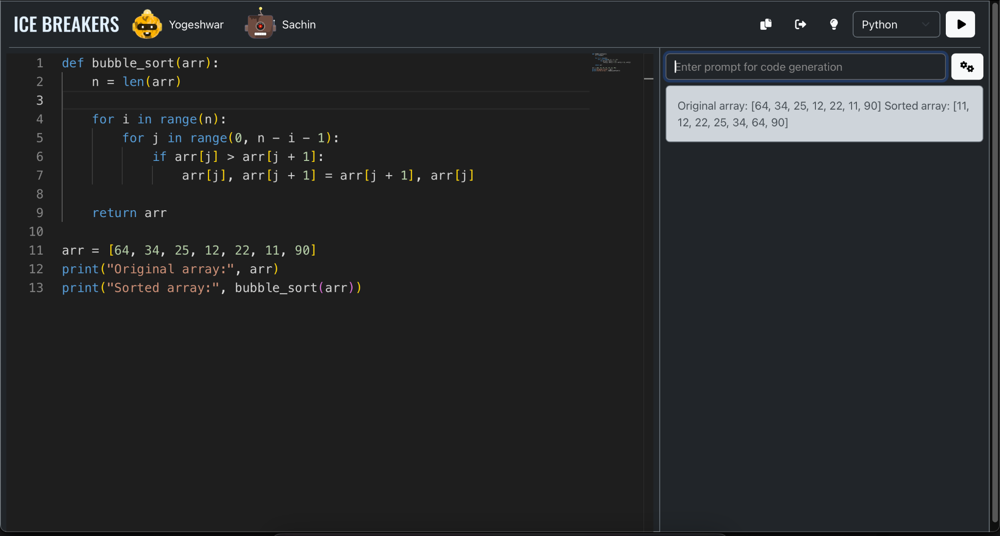 ICE BREAKERS
Yogeshwar
Sachin
Python
1 def bubble_sort(arr):
2     n = len(arr)
3
4     for i in range(n):
5         for j in range(0, n - i - 1):
6             if arr[j] > arr[j + 1]:
7                 arr[j], arr[j + 1] = arr[j + 1], arr[j]
8
9     return arr
10
11 arr = [64, 34, 25, 12, 22, 11, 90]
12 print("Original array:", arr)
13 print("Sorted array:", bubble_sort(arr))
Enter prompt for code generation
Original array: [64, 34, 25, 12, 22, 11, 90] Sorted array: [11,
12, 22, 25, 34, 64, 90]